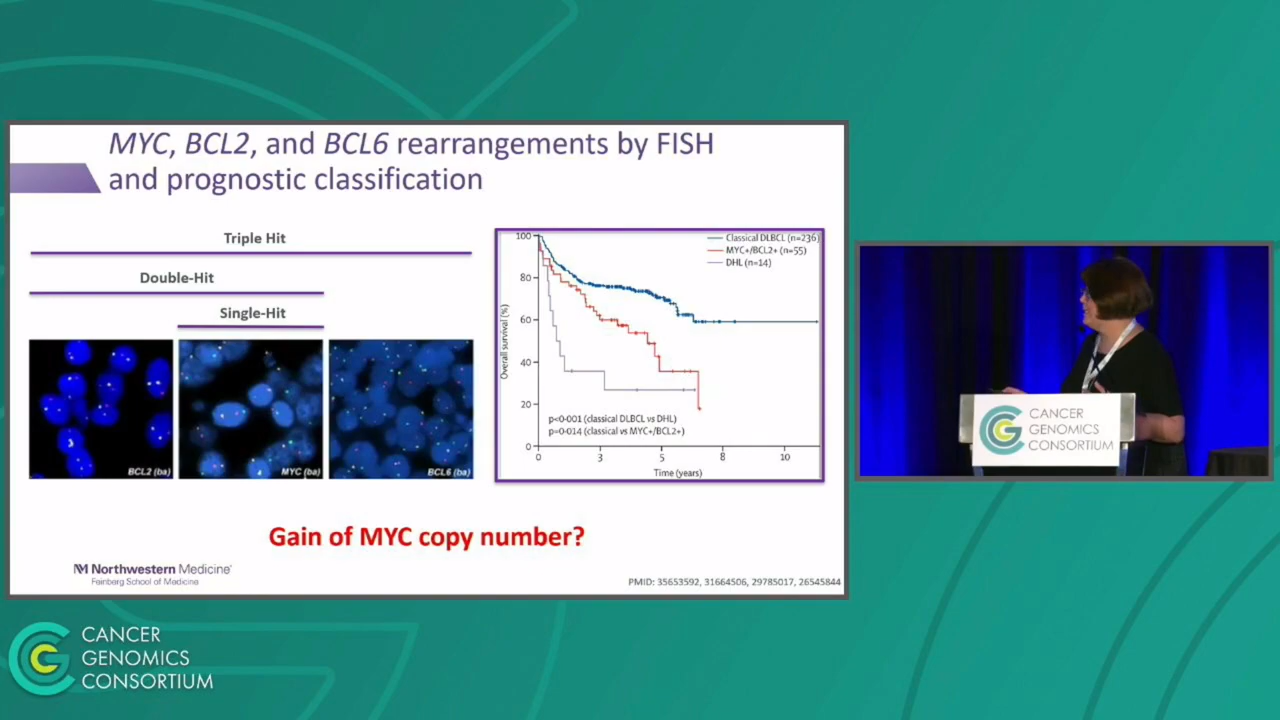 MYC, BCL2, and BCL6 rearrangements by FISH
and prognostic classification
Triple Hit
Double-Hit
Single-Hit
BCL2 (ba)
MYC (ba)
BCL6 (ba)
100
80
60
40
20
0
Overall survival (%)
Classical DLBCL (n=236)
MYC+/BCL2+ (n=55)
DHL (n=14)
p<0·001 (classical DLBCL vs DHL)
p=0·014 (classical vs MYC+/BCL2+)
0
3
5
8
10
Time (years)
Gain of MYC copy number?
Northwestern Medicine®
Feinberg School of Medicine
PMID: 35653592, 31664506, 29785017, 26545844
CANCER
GENOMICS
CONSORTIUM
CANCER
GENOMICS
CONSORTIUM